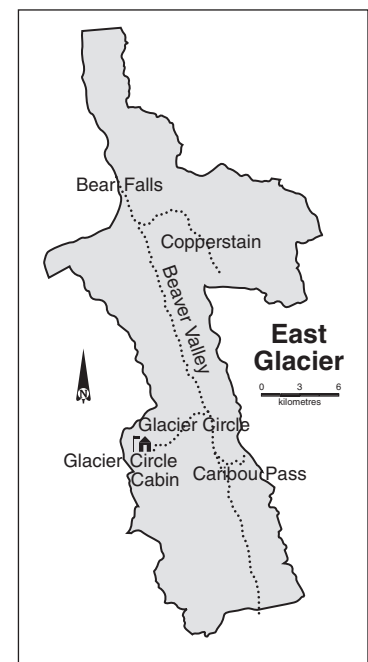 Bear Falls
Copperstain
Beaver Valley
East
Glacier
0 3 6
kilometres
N
Glacier Circle
Glacier Circle
Cabin
Caribou Pass